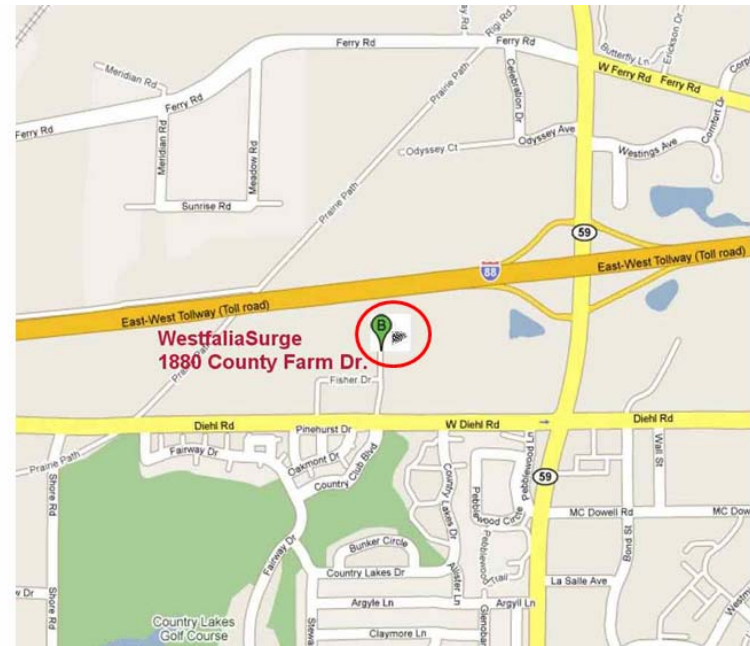 Rigi Rd
Butterfly Ln
Erickson Dr
Ferry Rd
Ferry Rd
W Ferry Rd
Ferry Rd
Meridian Rd
Celebration Dr
Prairie Path
Ferry Rd
Ferry Rd
Meridian Rd
Meadow Rd
Odyssey Ave
Comfort Dr
Odyssey Ct
Westings Ave
Sunrise Rd
Prairie Path
59
88
East-West Tollway (Toll road)
East-West Tollway (Toll road)
B
WestfaliaSurge
1880 County Farm Dr.
Fisher Dr
Diehl Rd
Pinehurst Dr
W Diehl Rd
Diehl Rd
Fairway Dr
Oakmont Dr
Country Club Blvd
Prairie Path
Shore Rd
Country Lakes Dr
Pebblewood Ln
Wall St
59
Pebblewood Circle
MC Dowell Rd
Bond St
Bunker Circle
Fairway Dr
Country Lakes Dr
Allister Ln
Pebblewood
Trail
La Salle Ave
Shore Rd
Argyle Ln
Argyll Ln
Country Lakes
Golf Course
Claymore Ln